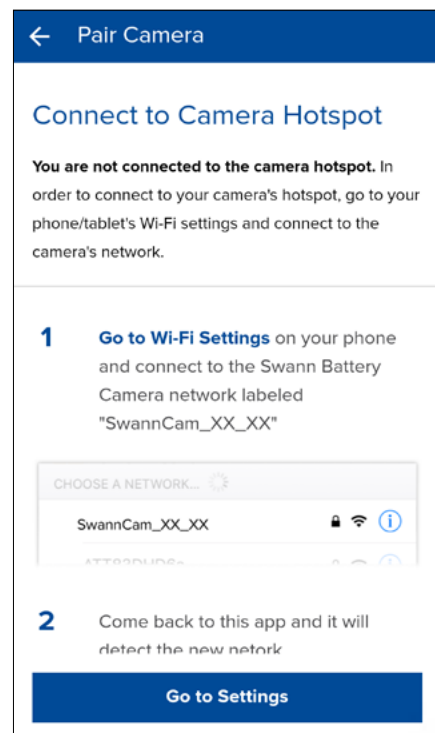 Pair Camera
Connect to Camera Hotspot
You are not connected to the camera hotspot. In
order to connect to your camera's hotspot, go to your
phone/tablet's Wi-Fi settings and connect to the
camera's network.
1 Go to Wi-Fi Settings on your phone
and connect to the Swann Battery
Camera network labeled
"SwannCam_XX_XX"
CHOOSE A NETWORK...
SwannCam_XX_XX
2 Come back to this app and it will
detect the new netork
Go to Settings